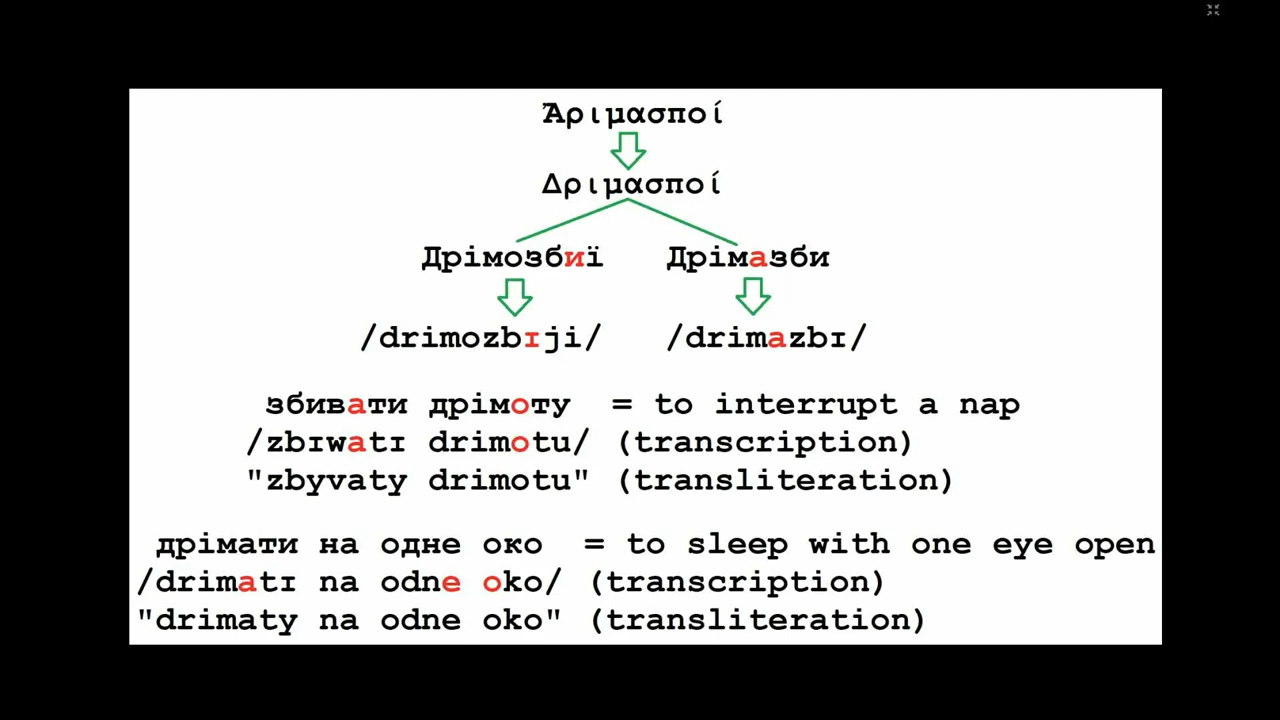 Ἀριμασποί
Δριμασποί
Дрімозбиї Дрімазби
/drimozbɪji/ /drimazbɪ/
збивати дрімоту = to interrupt a nap
/zbɪwatɪ drimotu/ (transcription)
"zbyvaty drimotu" (transliteration)
дрімати на одне око = to sleep with one eye open
/drimatɪ na odne oko/ (transcription)
"drimaty na odne oko" (transliteration)